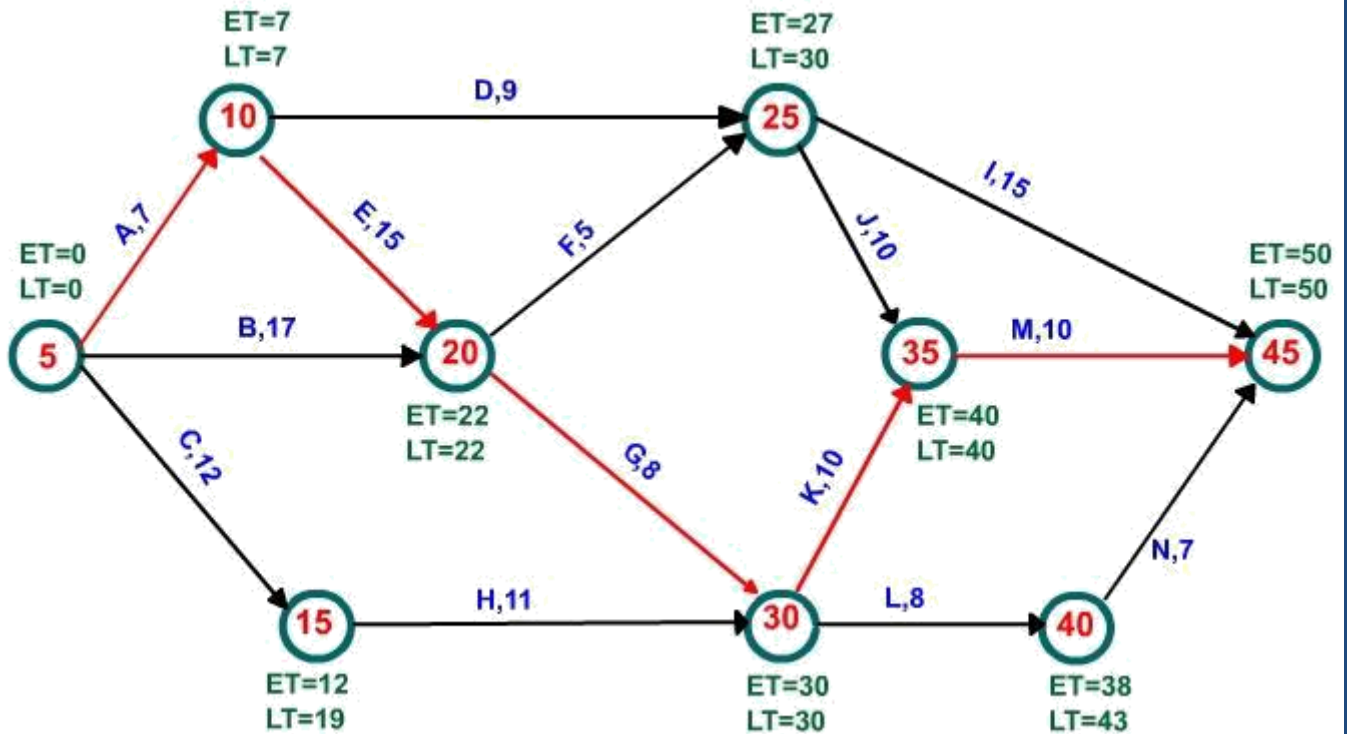 ET=7
LT=7
ET=27
LT=30
D,9
10
25
A,7
E,15
F,5
J,10
I,15
ET=0
LT=0
ET=50
LT=50
B,17
M,10
5
20
35
45
ET=22
LT=22
ET=40
LT=40
C,12
G,8
K,10
N,7
H,11
L,8
15
30
40
ET=12
LT=19
ET=30
LT=30
ET=38
LT=43